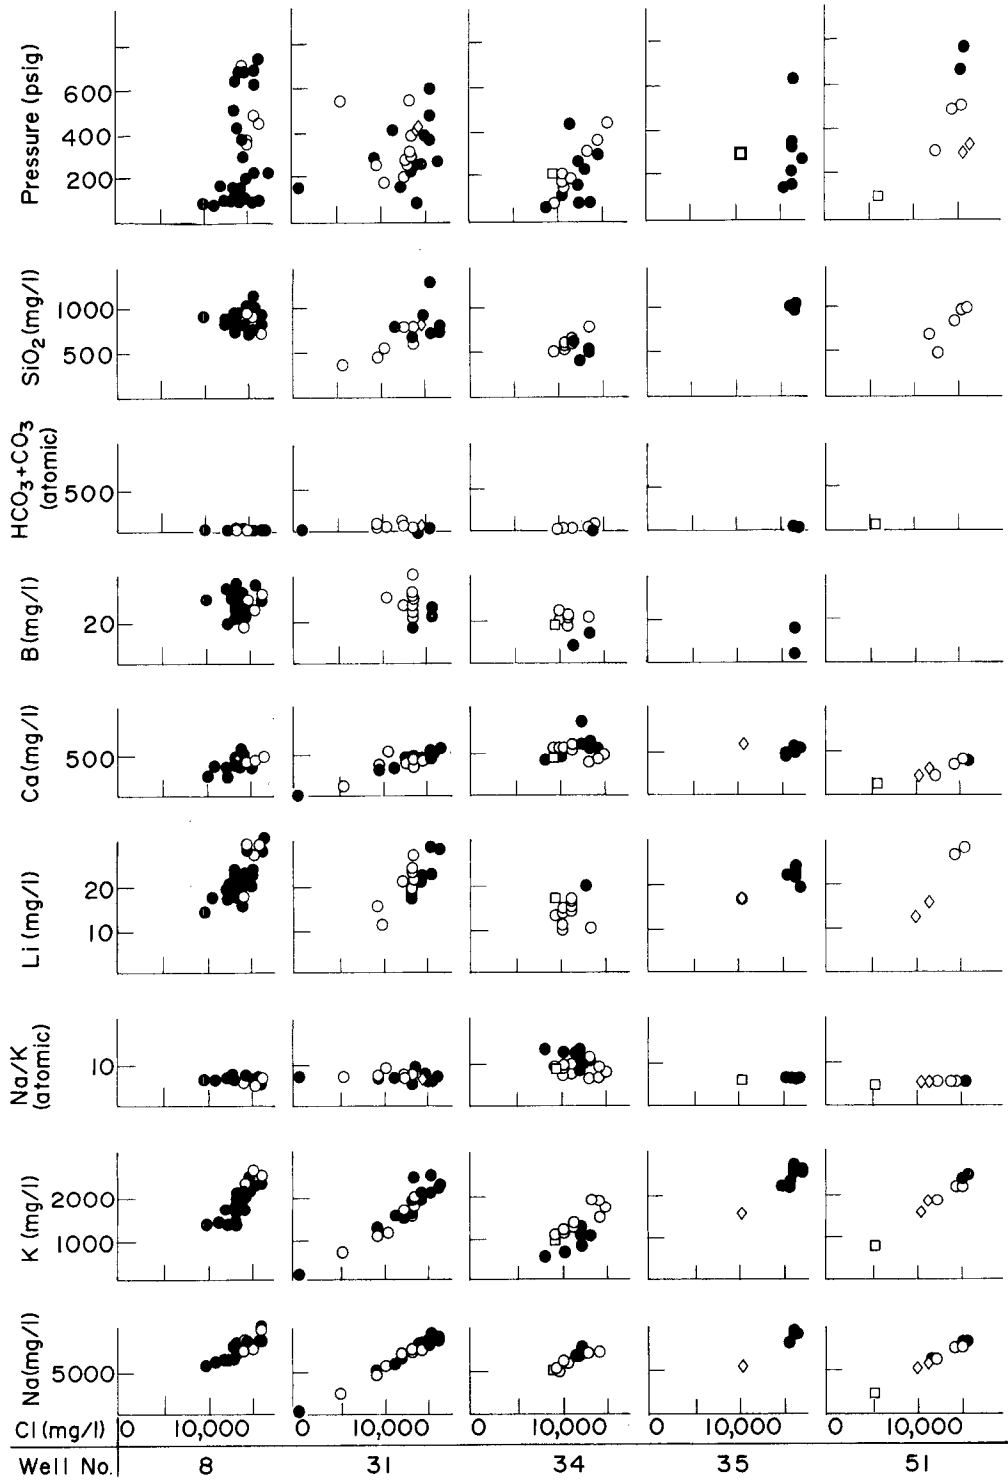 Pressure (psig)
600
400
200
SiO2 (mg/l)
1000
500
HCO3+CO3
(atomic)
500
B (mg/l)
20
Ca (mg/l)
500
Li (mg/l)
20
10
Na/K
(atomic)
10
K (mg/l)
2000
1000
Na(mg/l)
5000
Cl (mg/l) 0 10,000 0 10,000 0 10,000 0 10,000 0 10,000
Well No. 8 31 34 35 51